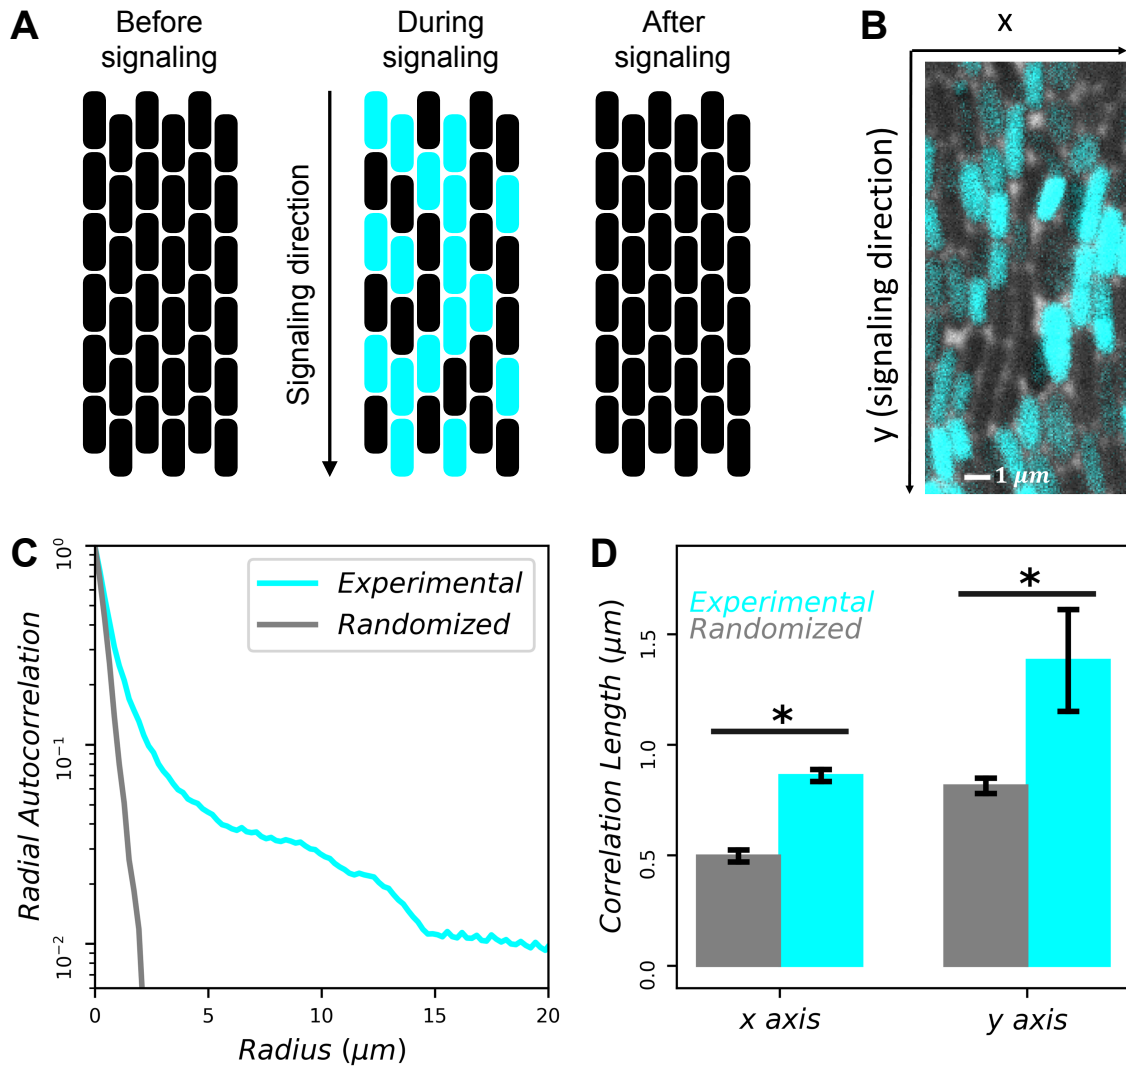 A
Before
signaling
During
signaling
After
signaling
Signaling direction
B
x
y (signaling direction)
1 μm
C
Radial Autocorrelation
10⁰
10⁻¹
10⁻²
Experimental
Randomized
0
5
10
15
20
Radius (μm)
D
Correlation Length (μm)
1.5
1.0
0.5
0.0
Experimental
Randomized
*
*
x axis
y axis